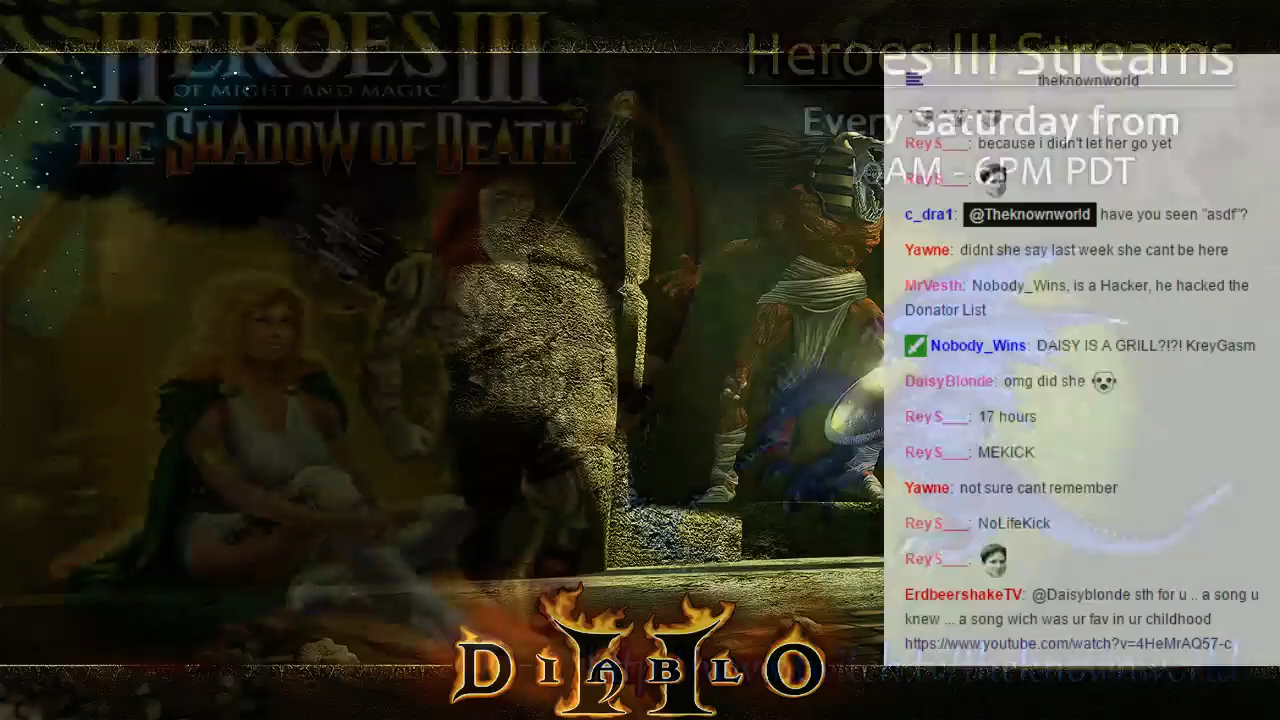 HEROES III
OF MIGHT AND MAGIC
THE SHADOW OF DEATH
Heroes III Streams
Every Saturday from
AM - 6PM PDT
theknownworld
ReyS___: because i didn't let her go yet
ReyS___:
c_dra1: @Theknownworld have you seen "asdf"?
Yawne: didnt she say last week she cant be here
MrVesth: Nobody_Wins, is a Hacker, he hacked the
Donator List
Nobody_Wins: DAISY IS A GRILL?!?! KreyGasm
DaisyBlonde: omg did she
ReyS___: 17 hours
ReyS___: MEKICK
Yawne: not sure cant remember
ReyS___: NoLifeKick
ReyS___:
ErdbeershakeTV: @Daisyblonde sth for u .. a song u
knew ... a song wich was ur fav in ur childhood
https://www.youtube.com/watch?v=4HeMrAQ57-c
DIABLO II